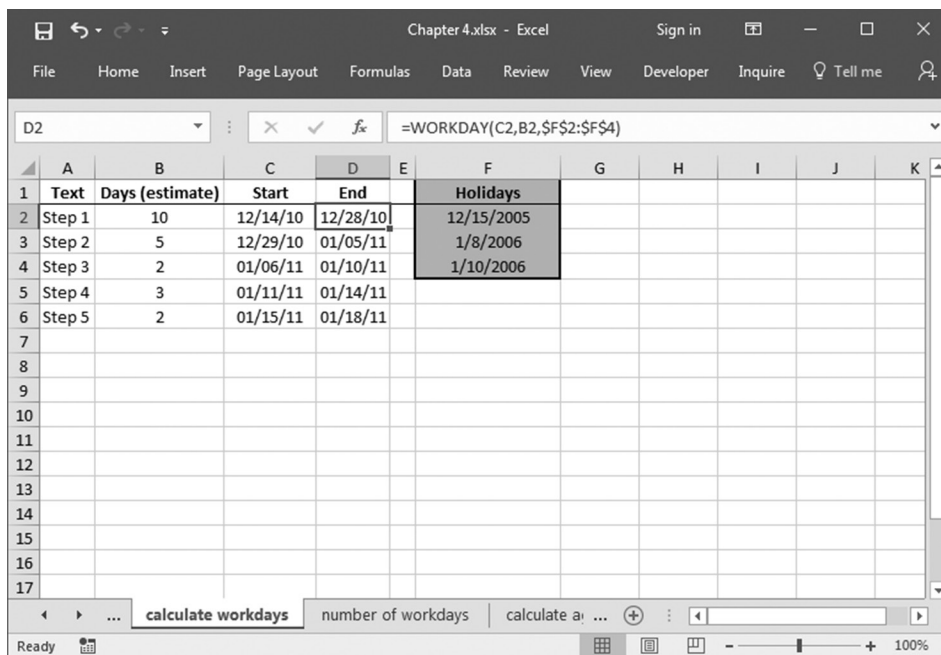 Chapter 4.xlsx - Excel Sign in
File Home Insert Page Layout Formulas Data Review View Developer Inquire Tell me
D2 fx =WORKDAY(C2,B2,$F$2:$F$4)
A B C D E F G H I J K
1 Text Days (estimate) Start End Holidays
2 Step 1 10 12/14/10 12/28/10 12/15/2005
3 Step 2 5 12/29/10 01/05/11 1/8/2006
4 Step 3 2 01/06/11 01/10/11 1/10/2006
5 Step 4 3 01/11/11 01/14/11
6 Step 5 2 01/15/11 01/18/11
7
8
9
10
11
12
13
14
15
16
17
... calculate workdays number of workdays calculate a ...
Ready 100%